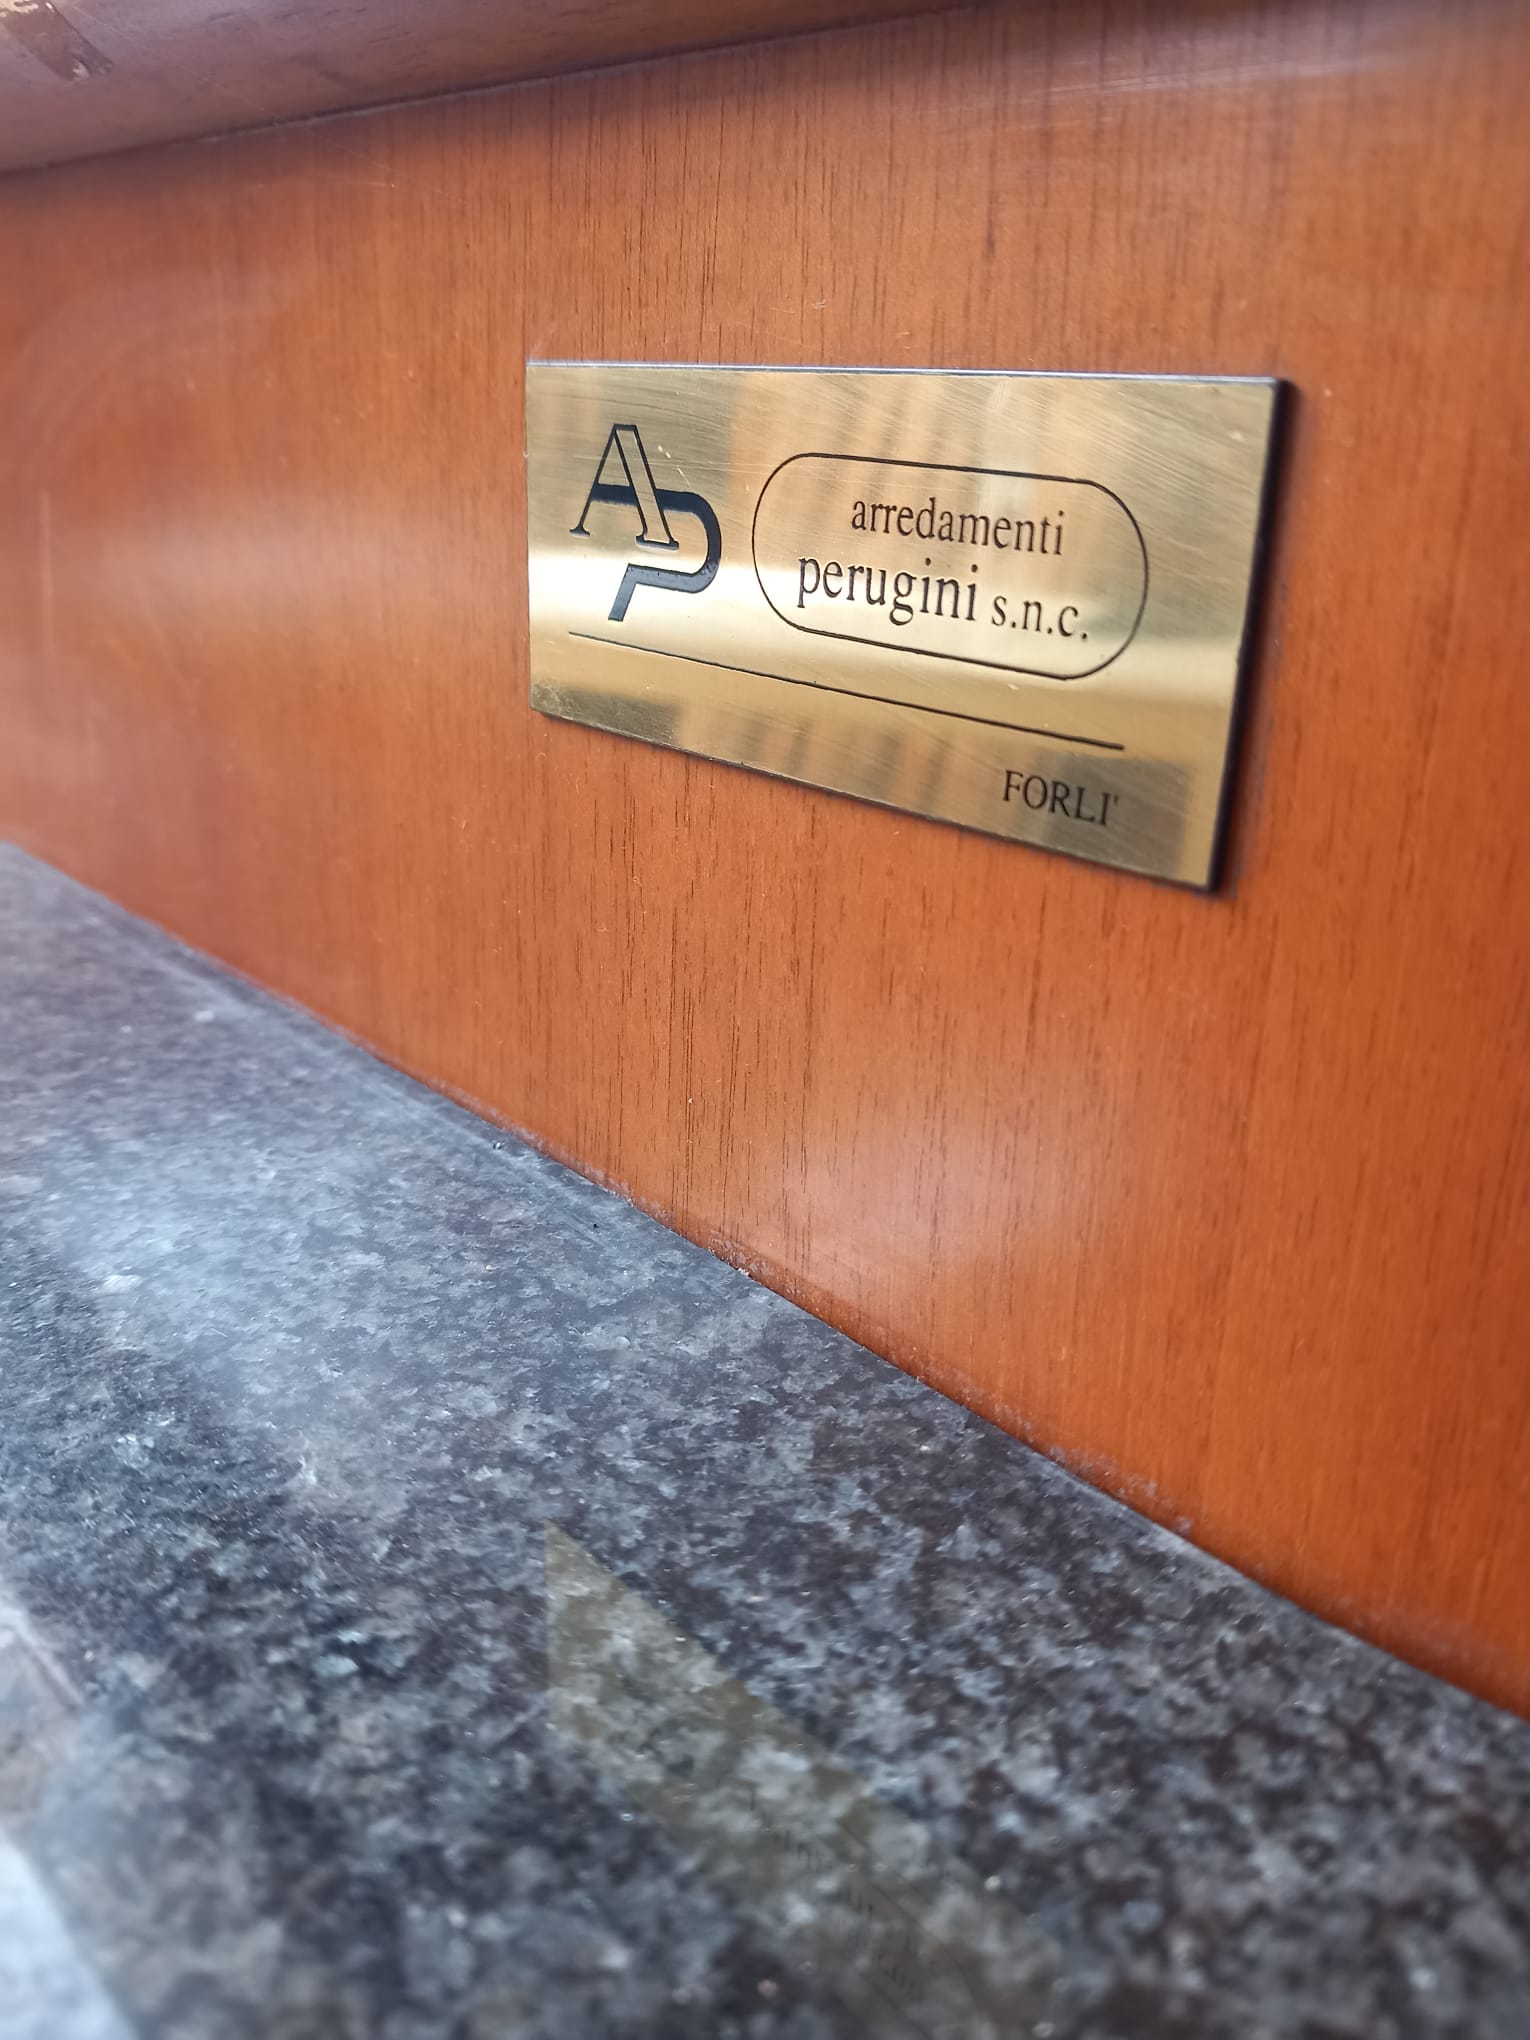 AP
arredamenti
perugini s.n.c.
FORLI'